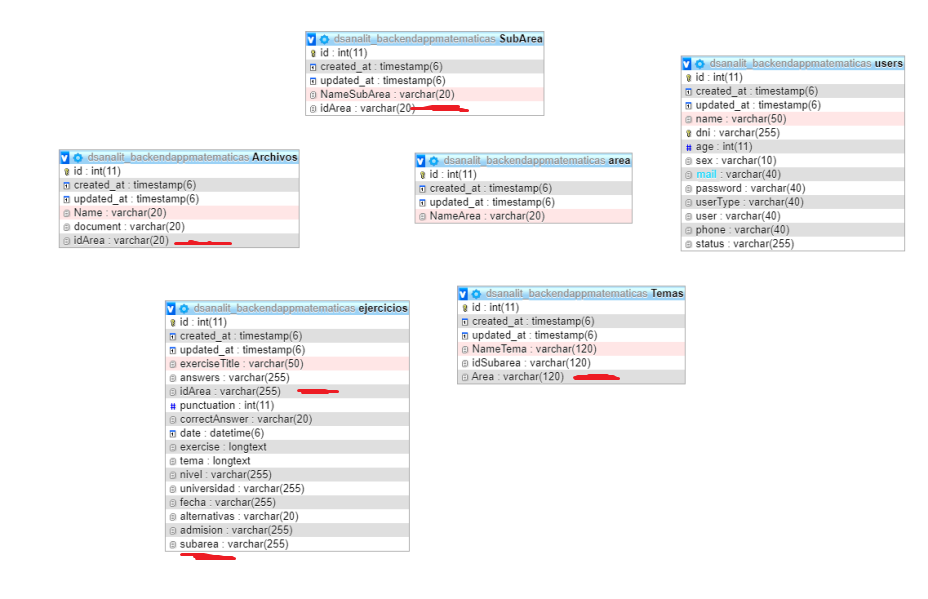 dsanalit_backendappmatematicas SubArea
id : int(11)
created_at : timestamp(6)
updated_at : timestamp(6)
NameSubArea : varchar(20)
idArea : varchar(20)
dsanalit_backendappmatematicas users
id : int(11)
created_at : timestamp(6)
updated_at : timestamp(6)
name : varchar(50)
dni : varchar(255)
# age : int(11)
sex : varchar(10)
mail : varchar(40)
password : varchar(40)
userType : varchar(40)
user : varchar(40)
phone : varchar(40)
status : varchar(255)
dsanalit_backendappmatematicas Archivos
id : int(11)
created_at : timestamp(6)
updated_at : timestamp(6)
Name : varchar(20)
document : varchar(20)
idArea : varchar(20)
dsanalit_backendappmatematicas area
id : int(11)
created_at : timestamp(6)
updated_at : timestamp(6)
NameArea : varchar(20)
dsanalit_backendappmatematicas ejercicios
id : int(11)
created_at : timestamp(6)
updated_at : timestamp(6)
exerciseTitle : varchar(50)
answers : varchar(255)
idArea : varchar(255)
# punctuation : int(11)
correctAnswer : varchar(20)
date : datetime(6)
exercise : longtext
tema : longtext
nivel : varchar(255)
universidad : varchar(255)
fecha : varchar(255)
alternativas : varchar(20)
admision : varchar(255)
subarea : varchar(255)
dsanalit_backendappmatematicas Temas
id : int(11)
created_at : timestamp(6)
updated_at : timestamp(6)
NameTema : varchar(120)
idSubarea : varchar(120)
Area : varchar(120)